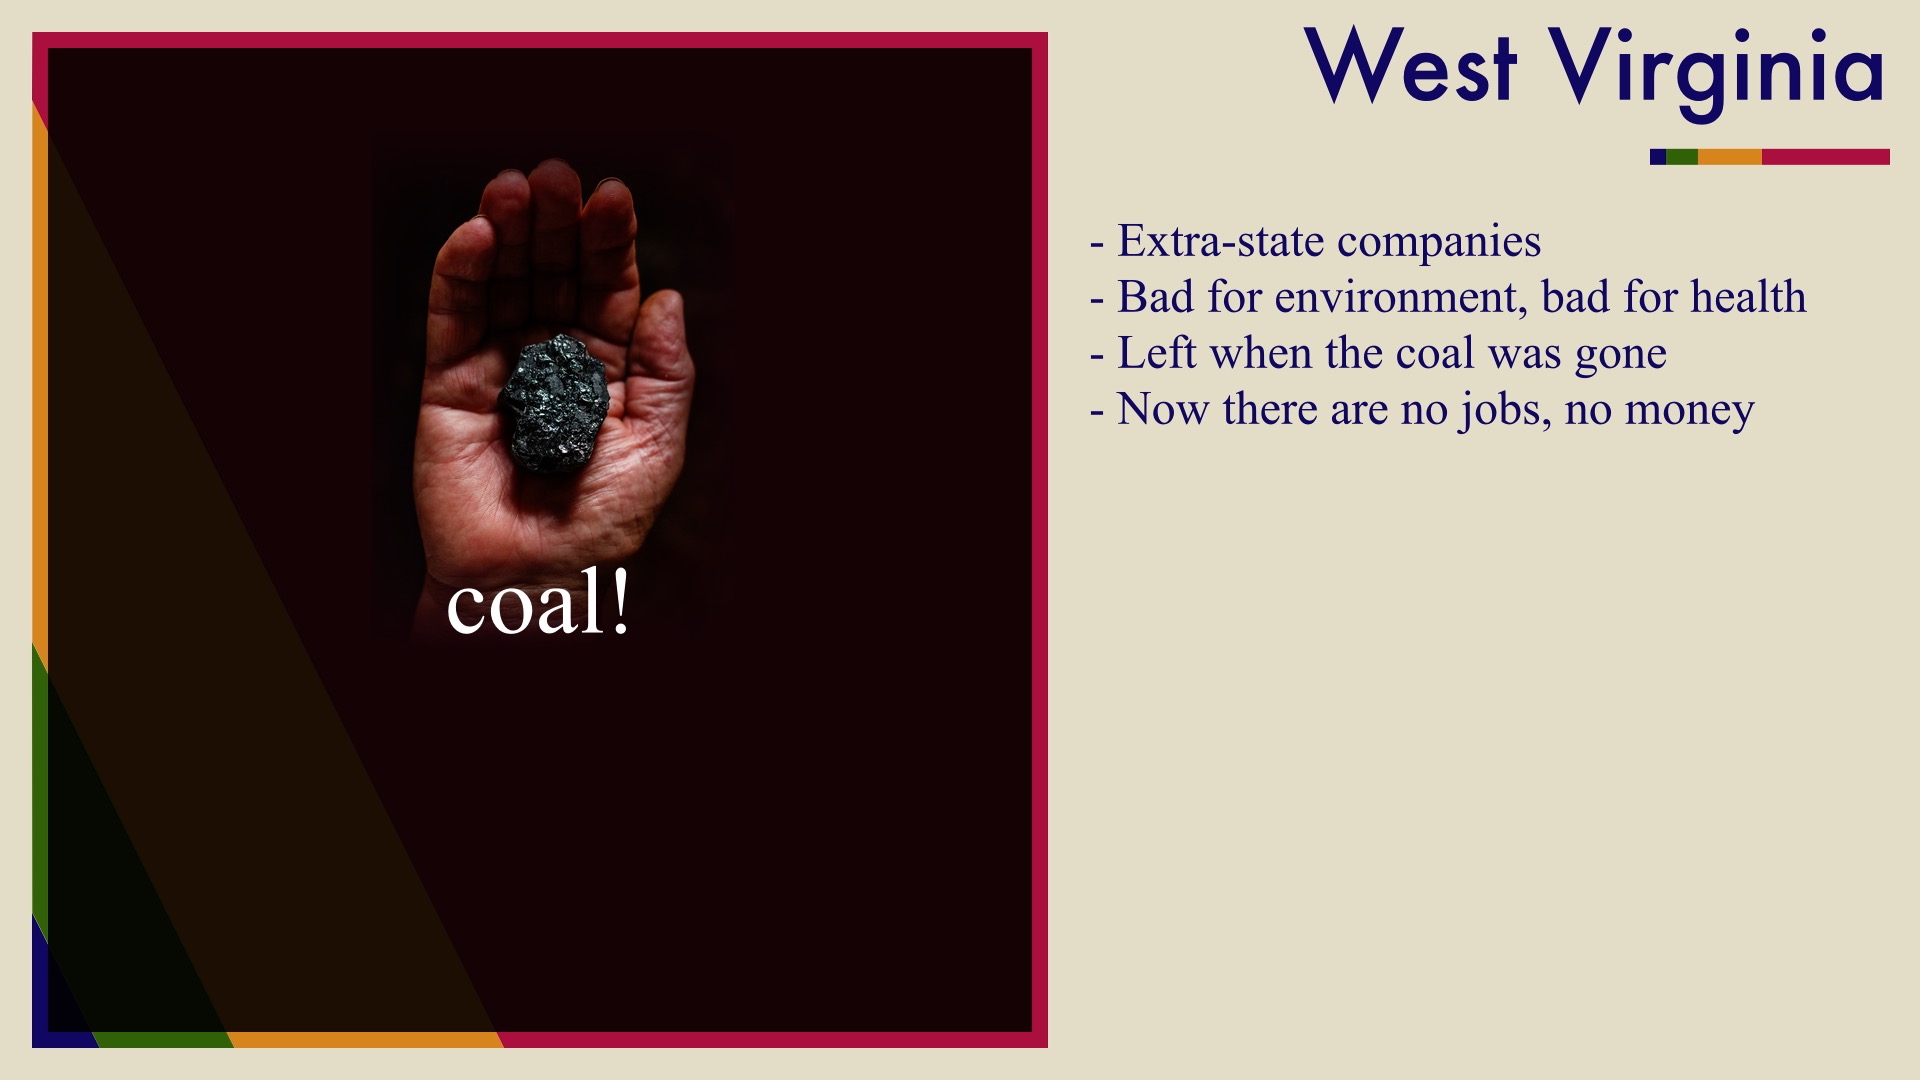 West Virginia
- Extra-state companies
- Bad for environment, bad for health
- Left when the coal was gone
- Now there are no jobs, no money
coal!